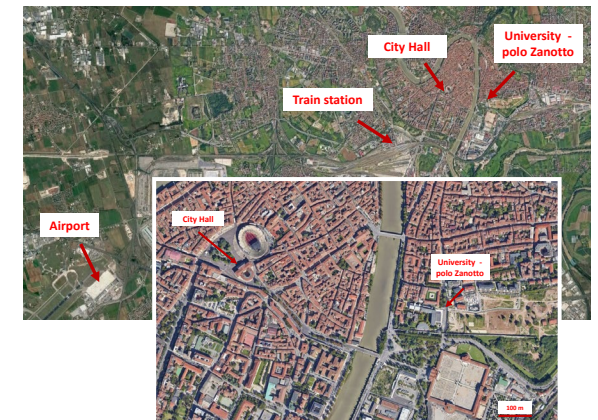 University -
polo Zanotto
City Hall
Train station
Airport
City Hall
University -
polo Zanotto
100 m